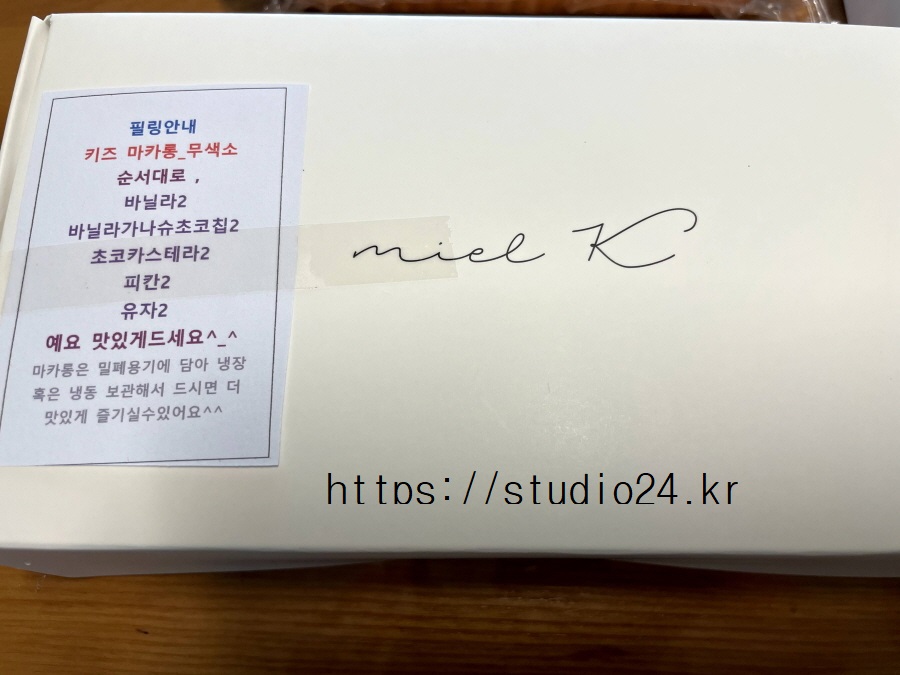 필링안내
키즈 마카롱_무색소
순서대로 ,
바닐라2
바닐라가나슈초코칩2
초코카스테라2
피칸2
유자2
예요 맛있게드세요^_^
마카롱은 밀폐용기에 담아 냉장
혹은 냉동 보관해서 드시면 더
맛있게 즐기실수있어요^^
miel K
https://studio24.kr